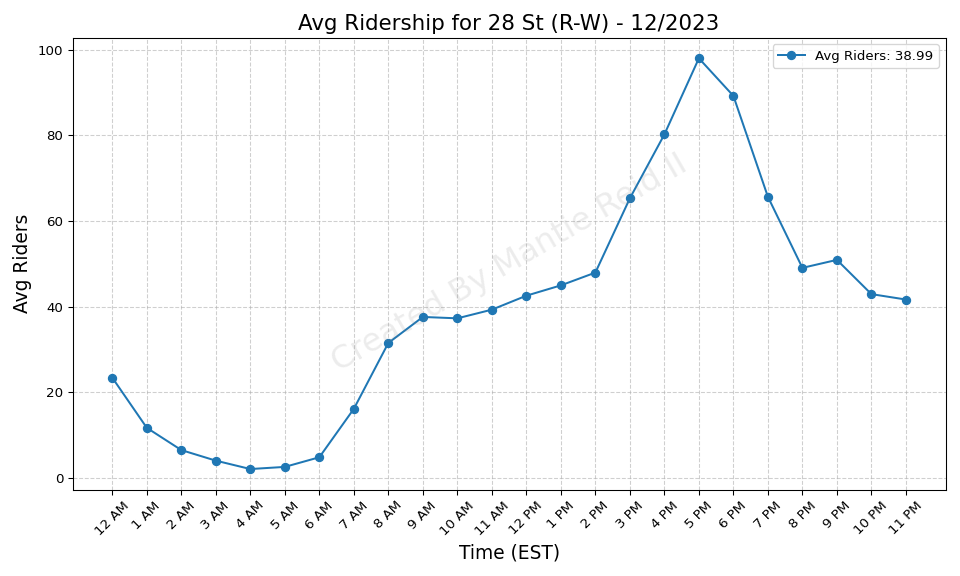 Avg Ridership for 28 St (R-W) - 12/2023
Avg Riders: 38.99
100
80
60
40
20
0
Avg Riders
Created By Mantle Reid II
12 AM
1 AM
2 AM
3 AM
4 AM
5 AM
6 AM
7 AM
8 AM
9 AM
10 AM
11 AM
12 PM
1 PM
2 PM
3 PM
4 PM
5 PM
6 PM
7 PM
8 PM
9 PM
10 PM
11 PM
Time (EST)